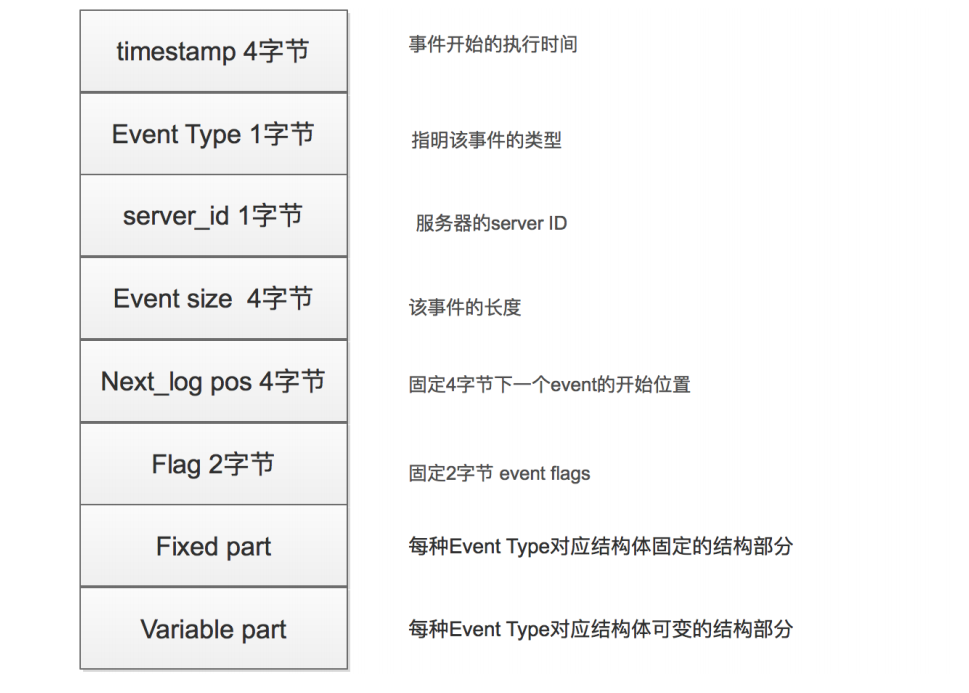 timestamp 4字节
事件开始的执行时间
Event Type 1字节
指明该事件的类型
server_id 1字节
服务器的server ID
Event size 4字节
该事件的长度
Next_log pos 4字节
固定4字节下一个event的开始位置
Flag 2字节
固定2字节 event flags
Fixed part
每种Event Type对应结构体固定的结构部分
Variable part
每种Event Type对应结构体可变的结构部分